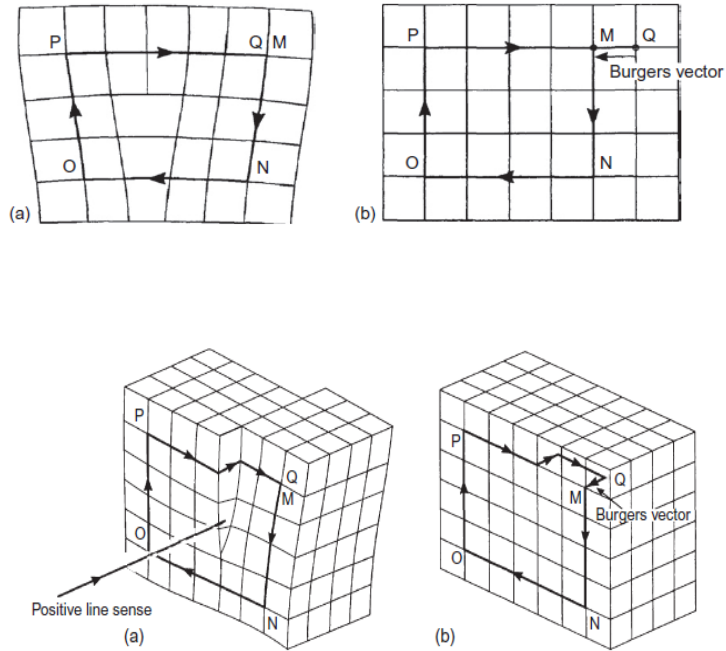 P
Q M
O
N
(a)
P
M
Q
Burgers vector
O
N
(b)
P
Q
M
O
Positive line sense
N
(a)
P
Q
M
Burgers vector
O
N
(b)